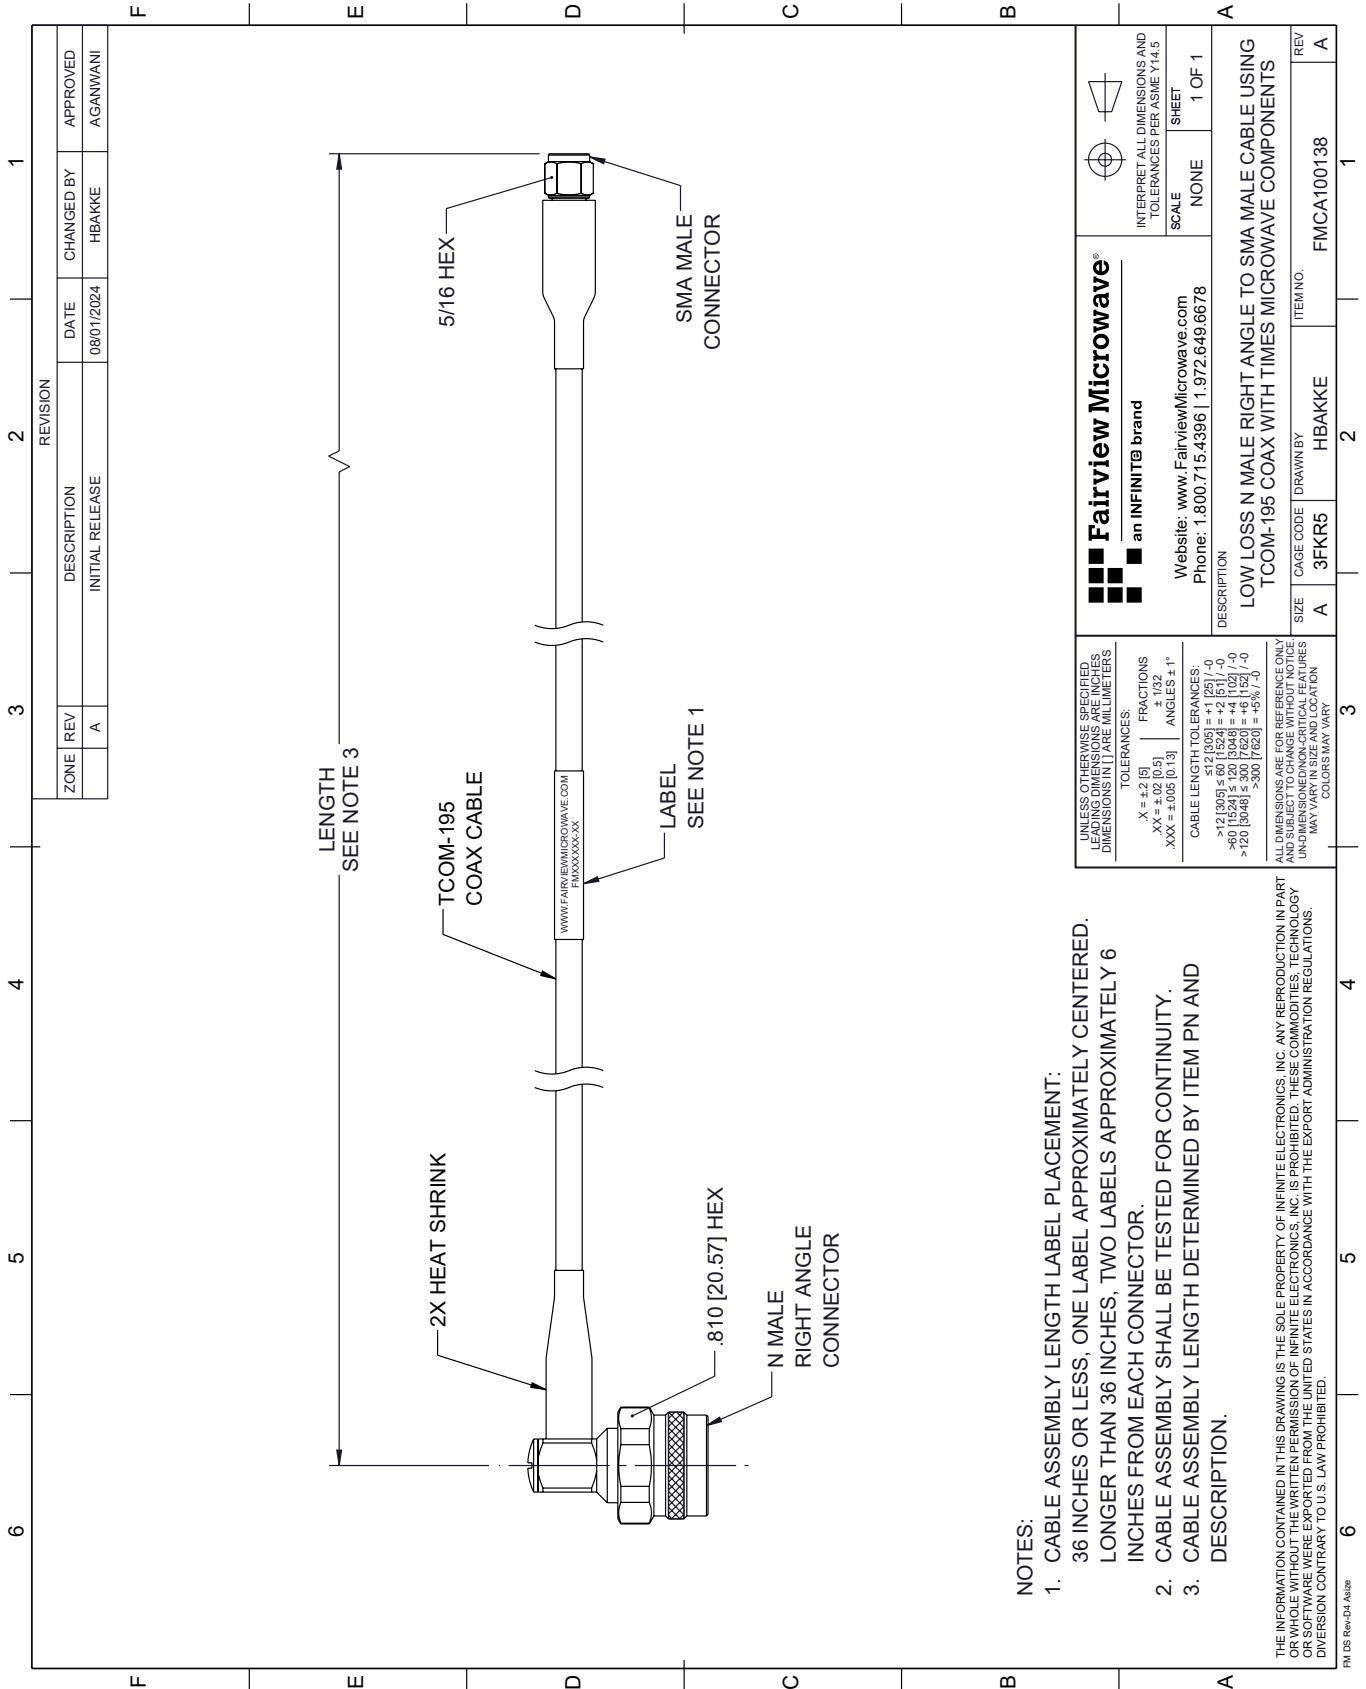 6
5
4
3
2
1
F
E
D
C
B
A
REVISION
ZONE REV DESCRIPTION DATE CHANGED BY APPROVED
A INITIAL RELEASE 08/01/2024 HBAKKE AGANWANI
LENGTH
SEE NOTE 3
2X HEAT SHRINK
TCOM-195
COAX CABLE
5/16 HEX
WWW.FAIRVIEWMICROWAVE.COM
FMXXXXXX-XX
.810 [20.57] HEX
N MALE
RIGHT ANGLE
CONNECTOR
LABEL
SEE NOTE 1
SMA MALE
CONNECTOR
NOTES:
1. CABLE ASSEMBLY LENGTH LABEL PLACEMENT:
36 INCHES OR LESS, ONE LABEL APPROXIMATELY CENTERED.
LONGER THAN 36 INCHES, TWO LABELS APPROXIMATELY 6
INCHES FROM EACH CONNECTOR.
2. CABLE ASSEMBLY SHALL BE TESTED FOR CONTINUITY.
3. CABLE ASSEMBLY LENGTH DETERMINED BY ITEM PN AND
DESCRIPTION.
THE INFORMATION CONTAINED IN THIS DRAWING IS THE SOLE PROPERTY OF INFINITE ELECTRONICS, INC. ANY REPRODUCTION IN PART
OR WHOLE WITHOUT THE WRITTEN PERMISSION OF INFINITE ELECTRONICS, INC. IS PROHIBITED. THESE COMMODITIES, TECHNOLOGY
OR SOFTWARE WERE EXPORTED FROM THE UNITED STATES IN ACCORDANCE WITH THE EXPORT ADMINISTRATION REGULATIONS.
DIVERSION CONTRARY TO U.S. LAW PROHIBITED.
UNLESS OTHERWISE SPECIFIED
LEADING DIMENSIONS ARE INCHES
DIMENSIONS IN [ ] ARE MILLIMETERS
TOLERANCES:
.X = ±.2 [5] FRACTIONS
.XX = ±.02 [0.5] ± 1/32
.XXX = ±.005 [0.13] ANGLES ± 1°
CABLE LENGTH TOLERANCES:
≤12 [305] = +1 [25] / -0
>12 [305] ≤ 60 [1524] = +2 [51] / -0
>60 [1524] ≤ 120 [3048] = +4 [102] / -0
>120 [3048] ≤ 300 [7620] = +6 [152] / -0
>300 [7620] = +5% / -0
ALL DIMENSIONS ARE FOR REFERENCE ONLY
AND SUBJECT TO CHANGE WITHOUT NOTICE.
UN-DIMENSIONED/NON-CRITICAL FEATURES
MAY VARY IN SIZE AND LOCATION
COLORS MAY VARY
Fairview Microwave®
an INFINIT@ brand
Website: www.FairviewMicrowave.com
Phone: 1.800.715.4396 | 1.972.649.6678
INTERPRET ALL DIMENSIONS AND
TOLERANCES PER ASME Y14.5
SCALE NONE
SHEET 1 OF 1
DESCRIPTION
LOW LOSS N MALE RIGHT ANGLE TO SMA MALE CABLE USING
TCOM-195 COAX WITH TIMES MICROWAVE COMPONENTS
SIZE A
CAGE CODE 3FKR5
DRAWN BY HBAKKE
ITEM NO. FMCA100138
REV A
F
E
D
C
B
A
FM DS Rev-D4 Asize
6
5
4
3
2
1